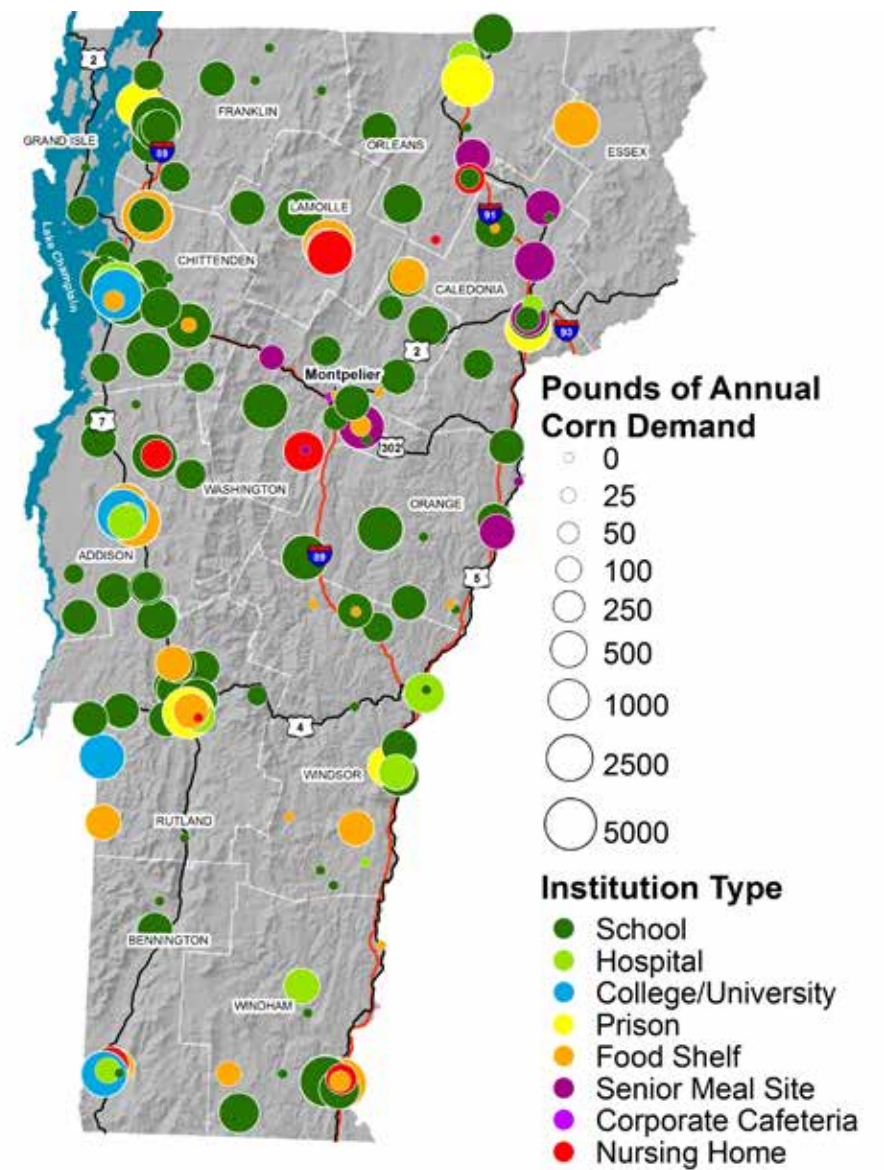 2
FRANKLIN
GRAND ISLE
ORLEANS
ESSEX
89
LAMOILLE
91
Lake Champlain
CHITTENDEN
CALEDONIA
93
2
Montpelier
Pounds of Annual
Corn Demand
7
302
0
WASHINGTON
25
ORANGE
50
ADDISON
89
5
100
250
500
4
1000
WINDSOR
2500
RUTLAND
5000
Institution Type
School
BENNINGTON
Hospital
College/University
WINDHAM
Prison
Food Shelf
Senior Meal Site
Corporate Cafeteria
Nursing Home